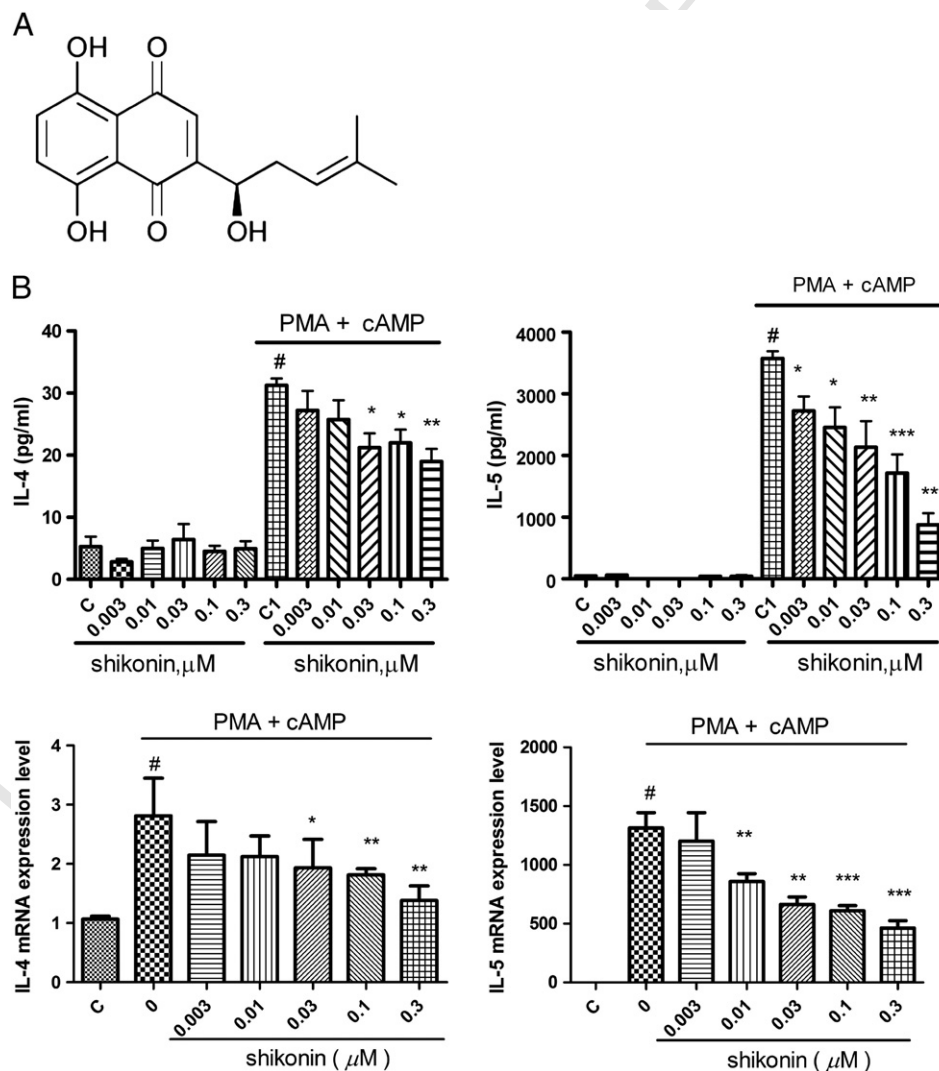 A
OH
O
OH
O
OH
B
PMA + cAMP
IL-4 (pg/ml)
40
30
20
10
0
#
*
*
**
C
0.003
0.01
0.03
0.1
0.3
C1
0.003
0.01
0.03
0.1
0.3
shikonin,μM
shikonin,μM
PMA + cAMP
IL-5 (pg/ml)
4000
3000
2000
1000
0
#
*
*
**
***
**
C
0.003
0.01
0.03
0.1
0.3
C1
0.003
0.01
0.03
0.1
0.3
shikonin,μM
shikonin,μM
PMA + cAMP
IL-4 mRNA expression level
4
3
2
1
0
#
*
**
**
C
0
0.003
0.01
0.03
0.1
0.3
shikonin ( μM )
PMA + cAMP
IL-5 mRNA expression level
2000
1500
1000
500
0
#
**
**
***
***
C
0
0.003
0.01
0.03
0.1
0.3
shikonin ( μM )